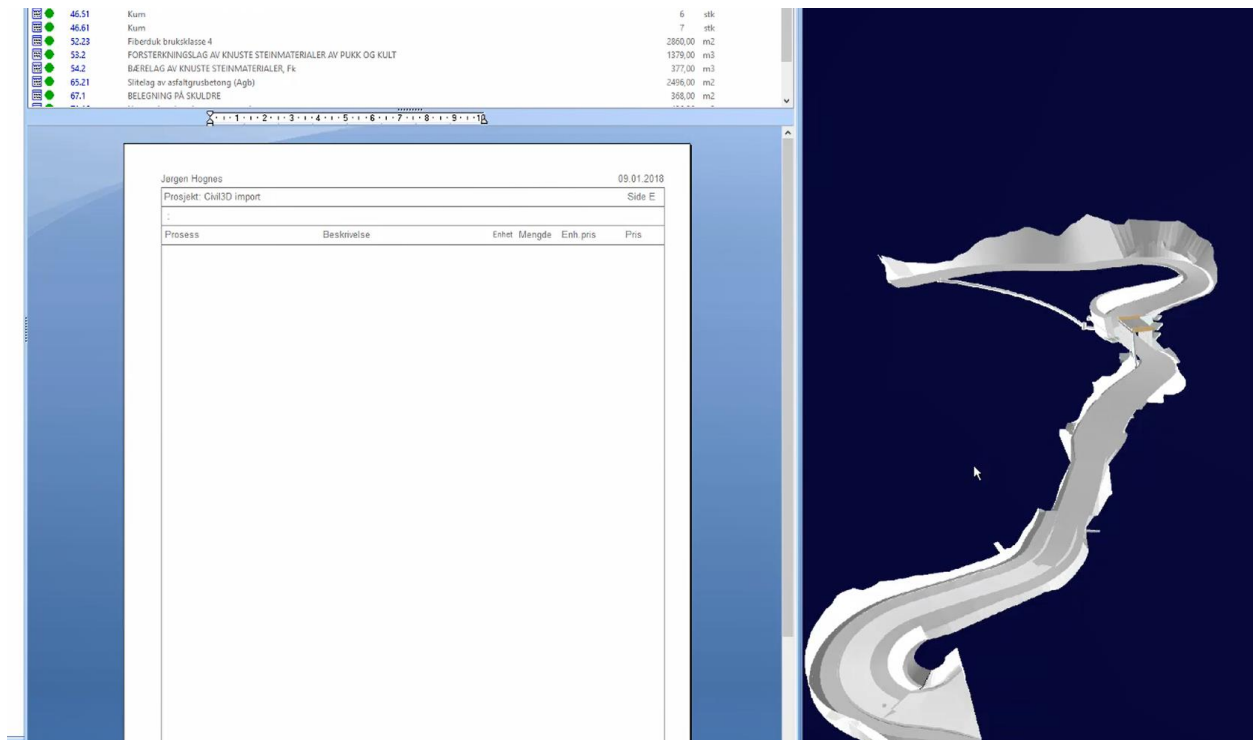 46.51 Kum 6 stk
46.61 Kum 7 stk
52.23 Fiberduk bruksklasse 4 2860,00 m2
53.2 FORSTERKNINGSLAG AV KNUSTE STEINMATERIALER AV PUKK OG KULT 1379,00 m3
54.2 BÆRELAG AV KNUSTE STEINMATERIALER, Fk 377,00 m3
65.21 Slitelag av asfaltgrusbetong (Agb) 2496,00 m2
67.1 BELEGNING PÅ SKULDRE 368,00 m2
1 2 3 4 5 6 7 8 9 10
Jørgen Hognes 09.01.2018
Prosjekt: Civil3D import Side E
:
Prosess Beskrivelse Enhet Mengde Enh.pris Pris